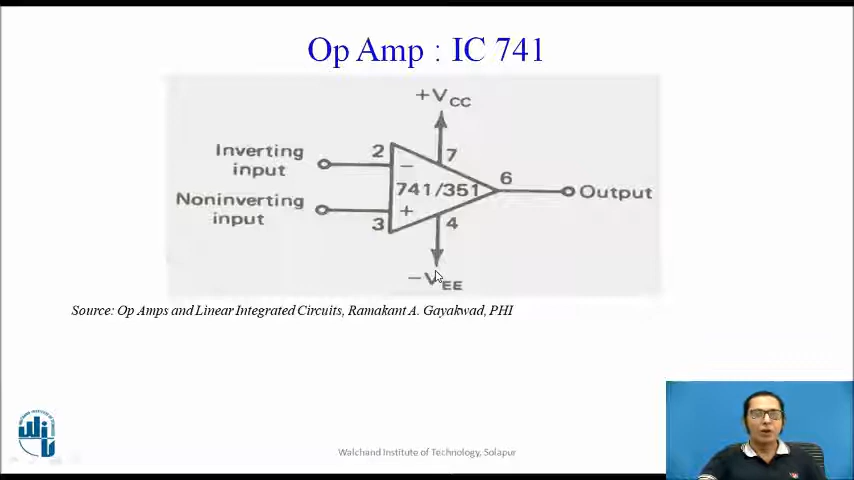 Op Amp : IC 741
+VCC
Inverting
input
2
7
−
741/351
6
Output
Noninverting
input
+
3
4
−VEE
Source: Op Amps and Linear Integrated Circuits, Ramakant A. Gayakwad, PHI
WIT
Walchand Institute of Technology, Solapur